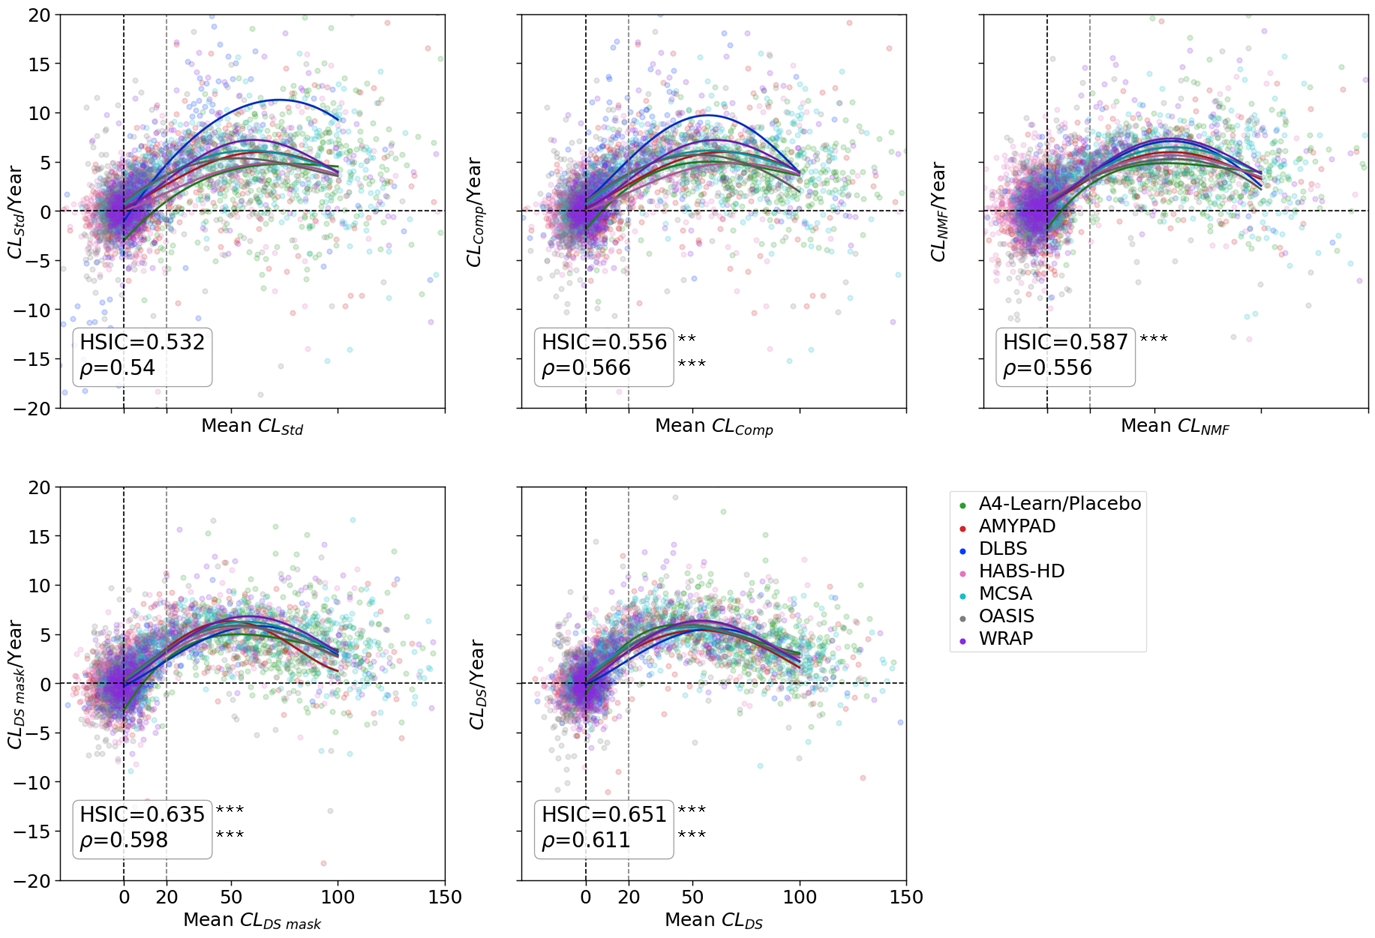 20
15
10
5
0
−5
−10
−15
−20
CL_Std/Year
HSIC=0.532
ρ=0.54
Mean CL_Std
CL_Comp/Year
HSIC=0.556 **
ρ=0.566 ***
Mean CL_Comp
CL_NMF/Year
HSIC=0.587 ***
ρ=0.556
Mean CL_NMF
20
15
10
5
0
−5
−10
−15
−20
CL_DS mask/Year
HSIC=0.635 ***
ρ=0.598 ***
0 20 50 100 150
Mean CL_DS mask
CL_DS/Year
HSIC=0.651 ***
ρ=0.611 ***
0 20 50 100 150
Mean CL_DS
A4-Learn/Placebo
AMYPAD
DLBS
HABS-HD
MCSA
OASIS
WRAP